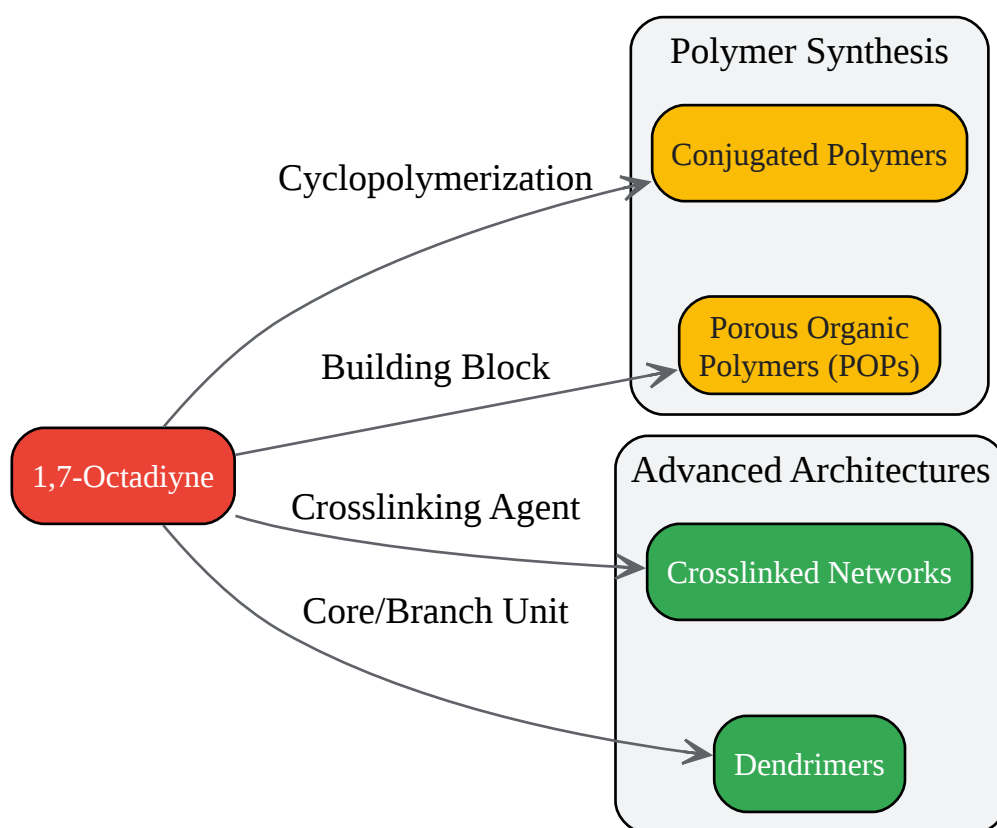 Polymer Synthesis
Conjugated Polymers
Cyclopolymerization
Porous Organic
Polymers (POPs)
Building Block
1,7-Octadiyne
Advanced Architectures
Crosslinking Agent
Crosslinked Networks
Core/Branch Unit
Dendrimers